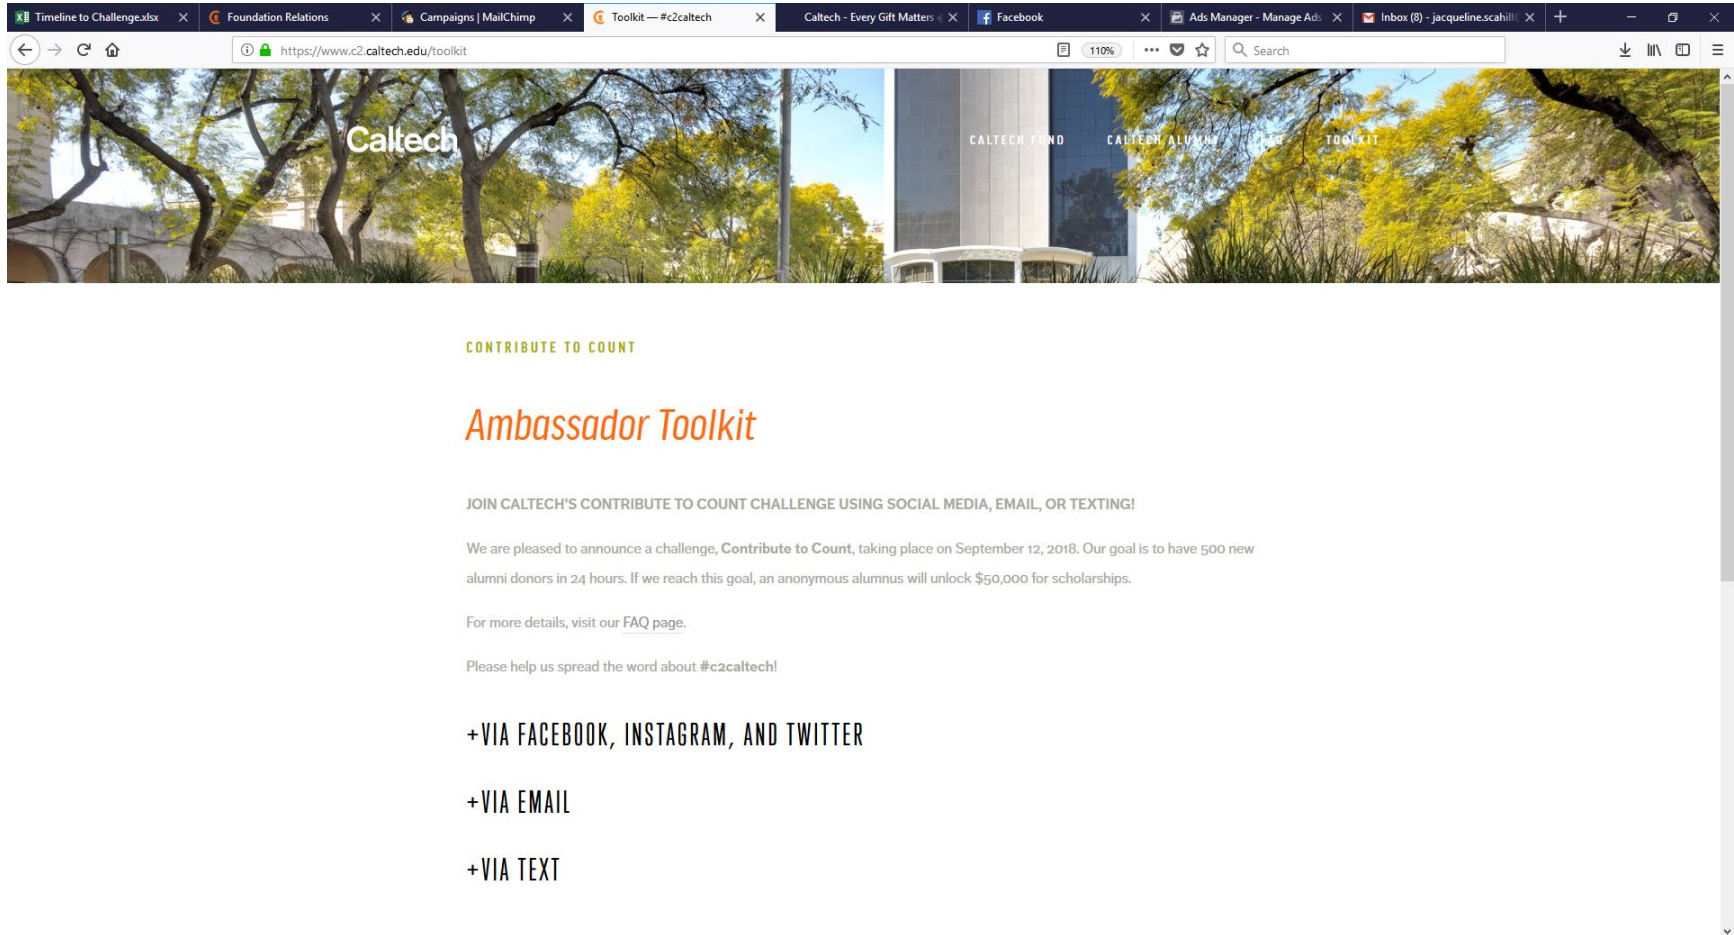 Timeline to Challenge.xlsx
Foundation Relations
Campaigns | MailChimp
Toolkit — #c2caltech
Caltech - Every Gift Matters
Facebook
Ads Manager - Manage Ads
Inbox (8) - jacqueline.scahill
https://www.c2.caltech.edu/toolkit
110%
Search
Caltech
CALTECH FUND
CALTECH ALUMNI
FAQ
TOOLKIT
CONTRIBUTE TO COUNT
Ambassador Toolkit
JOIN CALTECH'S CONTRIBUTE TO COUNT CHALLENGE USING SOCIAL MEDIA, EMAIL, OR TEXTING!
We are pleased to announce a challenge, Contribute to Count, taking place on September 12, 2018. Our goal is to have 500 new
alumni donors in 24 hours. If we reach this goal, an anonymous alumnus will unlock $50,000 for scholarships.
For more details, visit our FAQ page.
Please help us spread the word about #c2caltech!
+VIA FACEBOOK, INSTAGRAM, AND TWITTER
+VIA EMAIL
+VIA TEXT